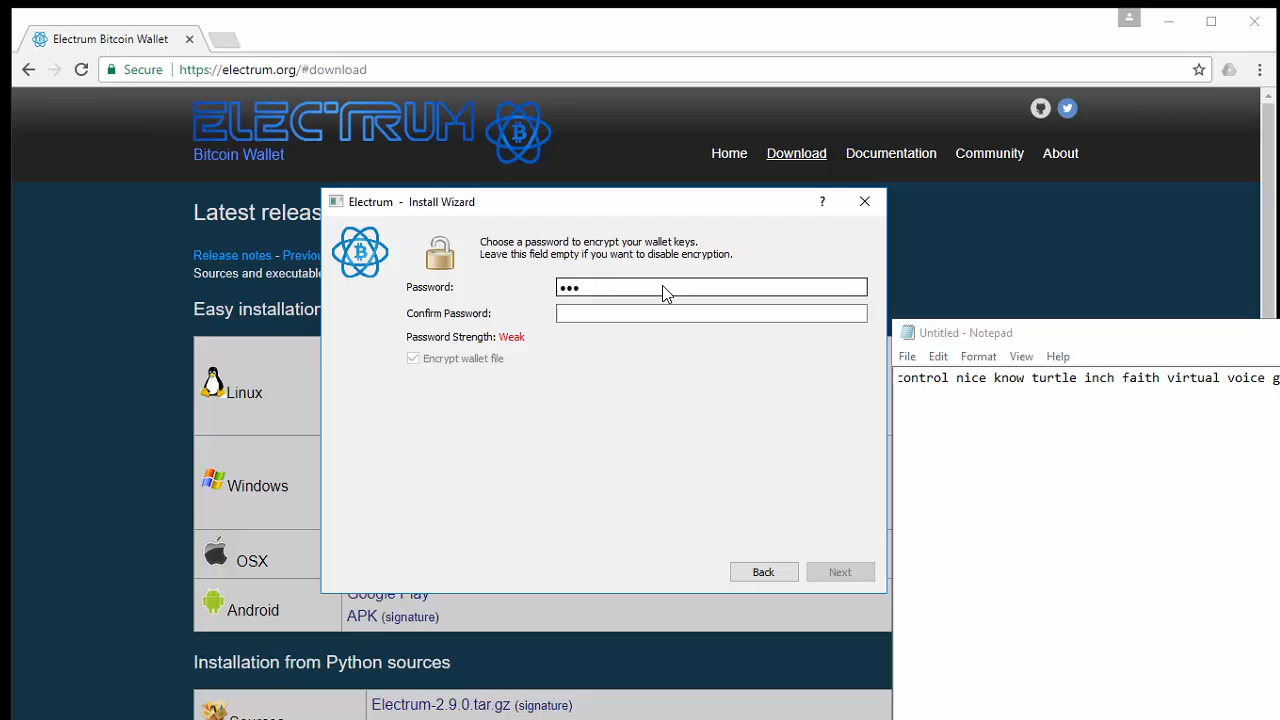 Electrum Bitcoin Wallet
Secure https://electrum.org/#download
ELECTRUM
Bitcoin Wallet
Home Download Documentation Community About
Latest relea
Release notes - Previou
Sources and executable
Easy installation
Linux
Windows
OSX
Android
Google Play
APK (signature)
Installation from Python sources
Electrum-2.9.0.tar.gz (signature)
Electrum - Install Wizard
?
Choose a password to encrypt your wallet keys.
Leave this field empty if you want to disable encryption.
Password: •••
Confirm Password:
Password Strength: Weak
Encrypt wallet file
Back Next
Untitled - Notepad
File Edit Format View Help
control nice know turtle inch faith virtual voice g